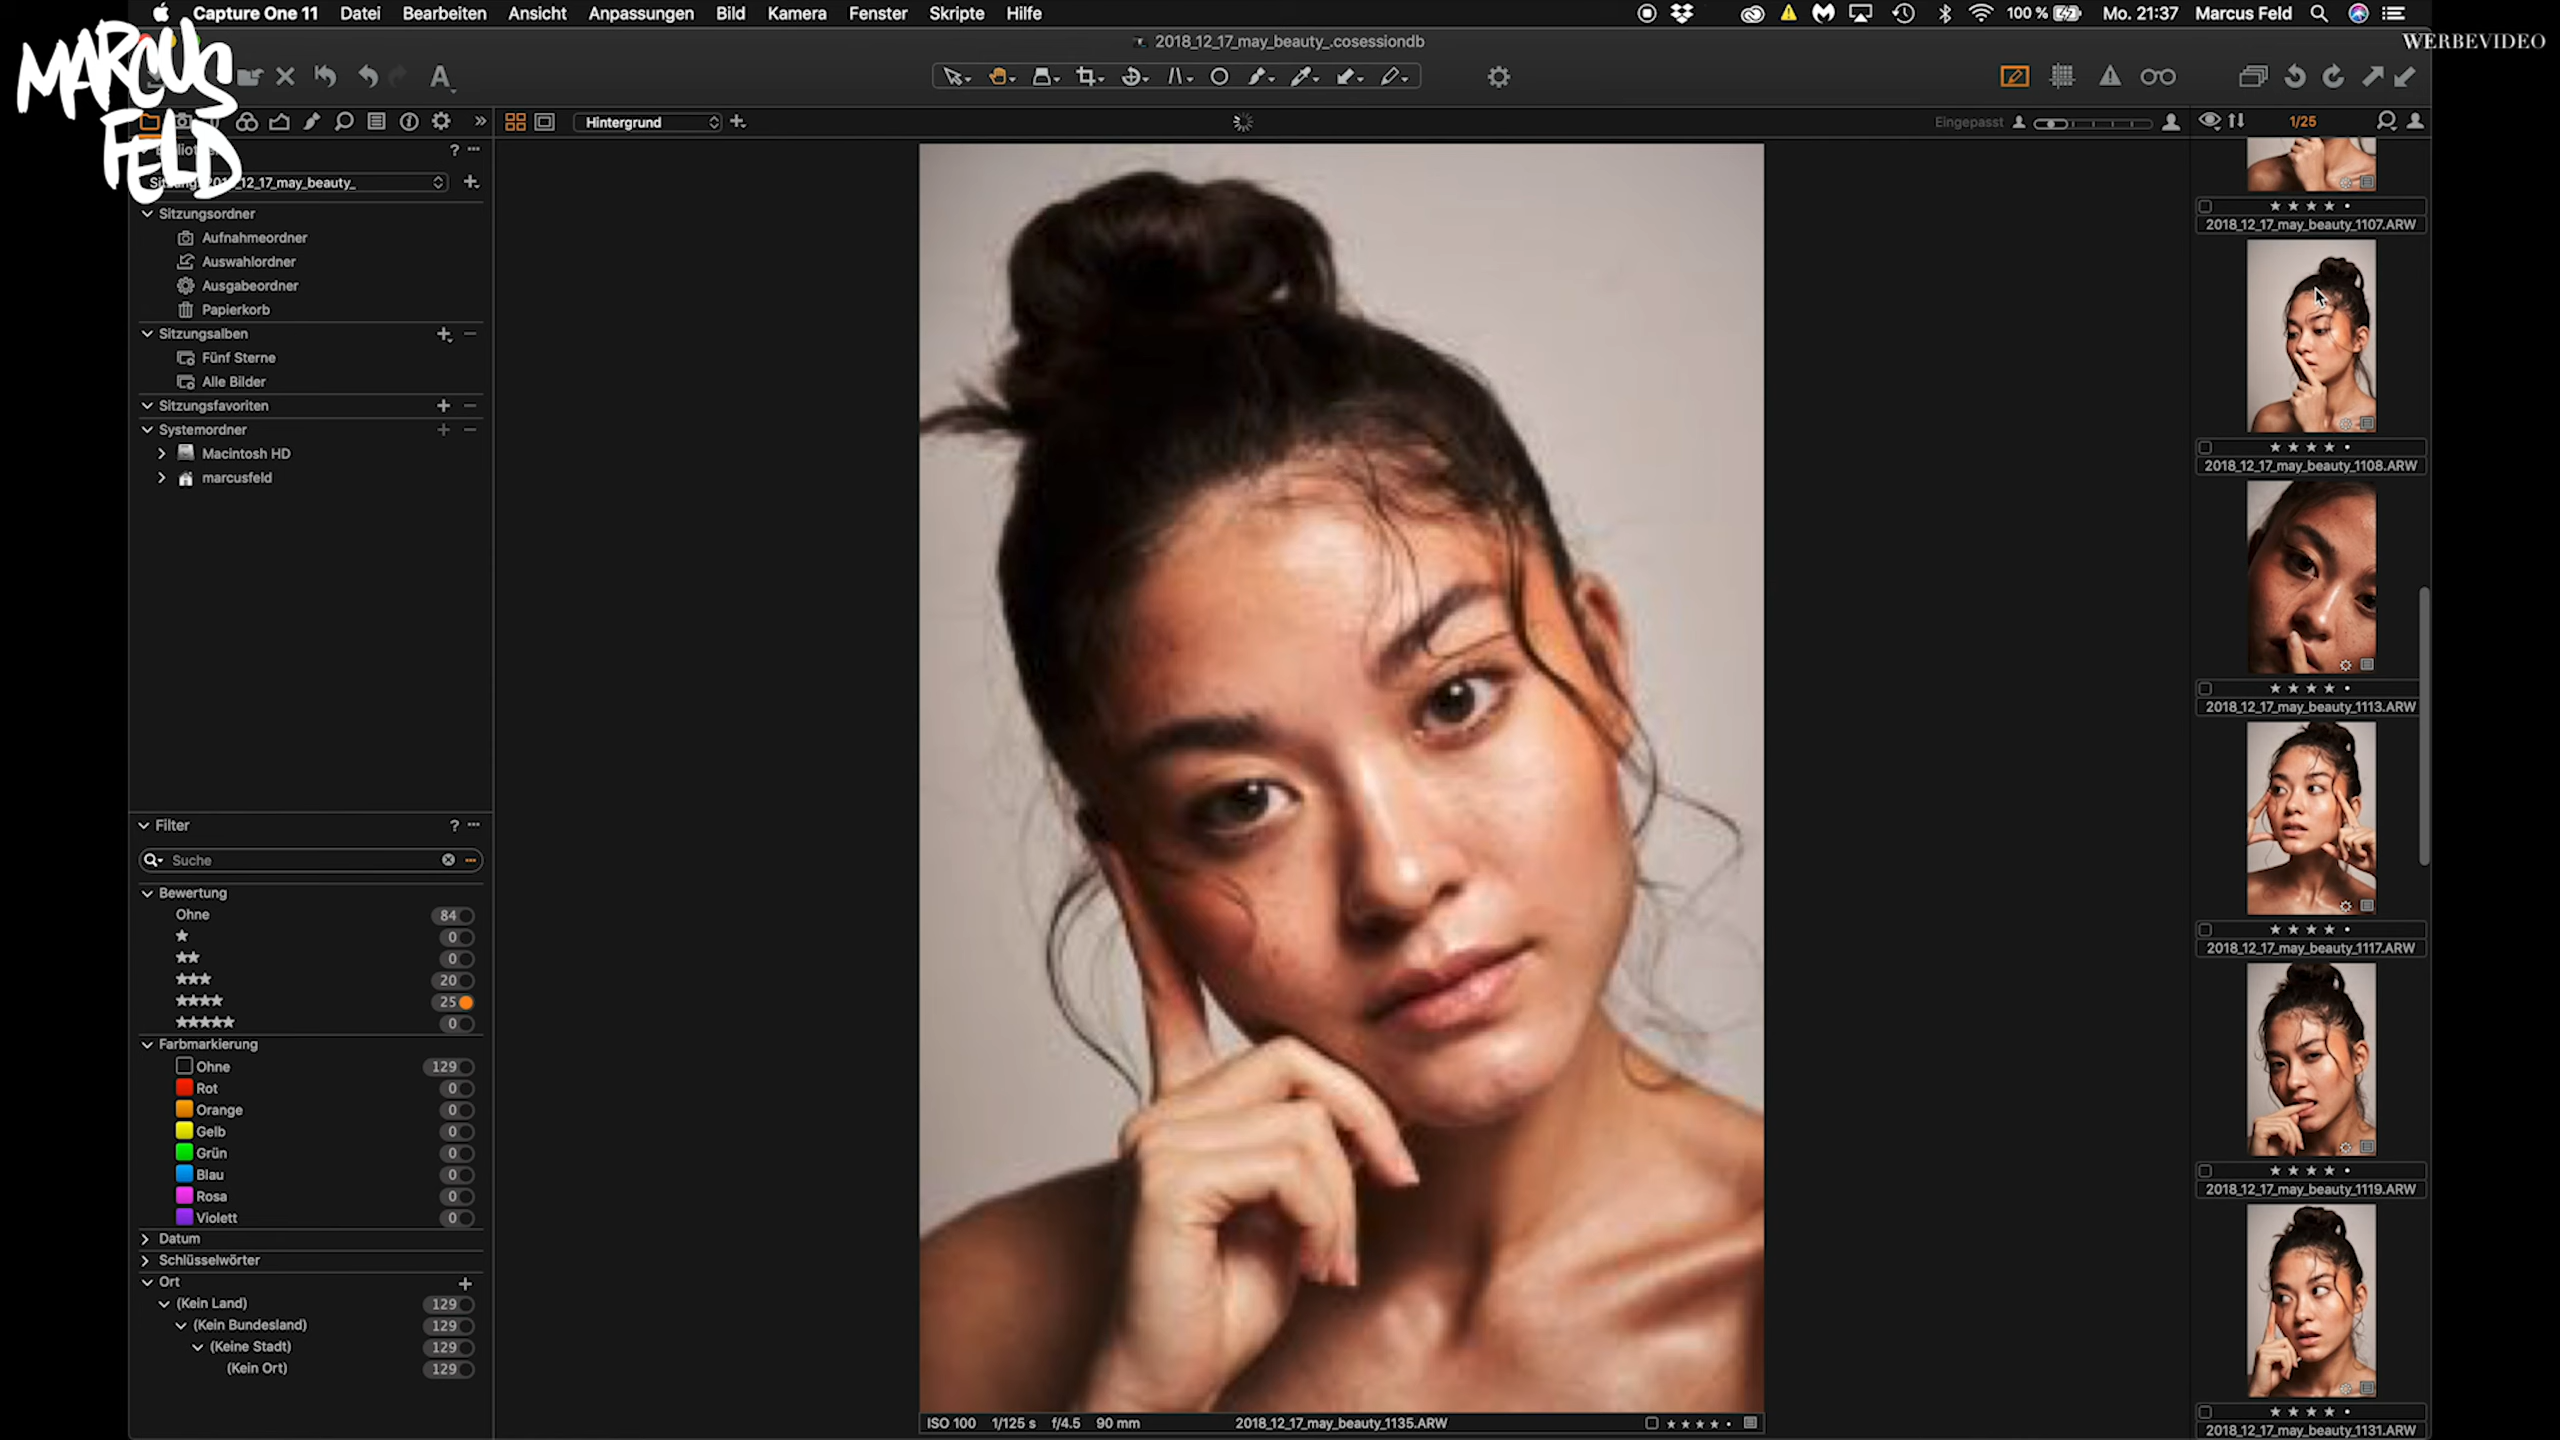 Capture One 11 Datei Bearbeiten Ansicht Anpassungen Bild Kamera Fenster Skripte Hilfe 100 % Mo. 21:37 Marcus Feld
MARCUS FELD
2018_12_17_may_beauty_.cosessiondb
WERBEVIDEO
A
Hintergrund
Eingepasst
1/25
?
12_17_may_beauty_
Sitzungsordner
Aufnahmeordner
Auswahlordner
Ausgabeordner
Papierkorb
Sitzungsalben
Fünf Sterne
Alle Bilder
Sitzungsfavoriten
Systemordner
Macintosh HD
marcusfeld
Filter ?
Suche
Bewertung
Ohne 84
★ 0
★★ 0
★★★ 20
★★★★ 25
★★★★★ 0
Farbmarkierung
Ohne 129
Rot 0
Orange 0
Gelb 0
Grün 0
Blau 0
Rosa 0
Violett 0
Datum
Schlüsselwörter
Ort
(Kein Land) 129
(Kein Bundesland) 129
(Keine Stadt) 129
(Kein Ort) 129
ISO 100 1/125 s f/4.5 90 mm 2018_12_17_may_beauty_1135.ARW
2018_12_17_may_beauty_1107.ARW
2018_12_17_may_beauty_1108.ARW
2018_12_17_may_beauty_1113.ARW
2018_12_17_may_beauty_1117.ARW
2018_12_17_may_beauty_1119.ARW
2018_12_17_may_beauty_1131.ARW